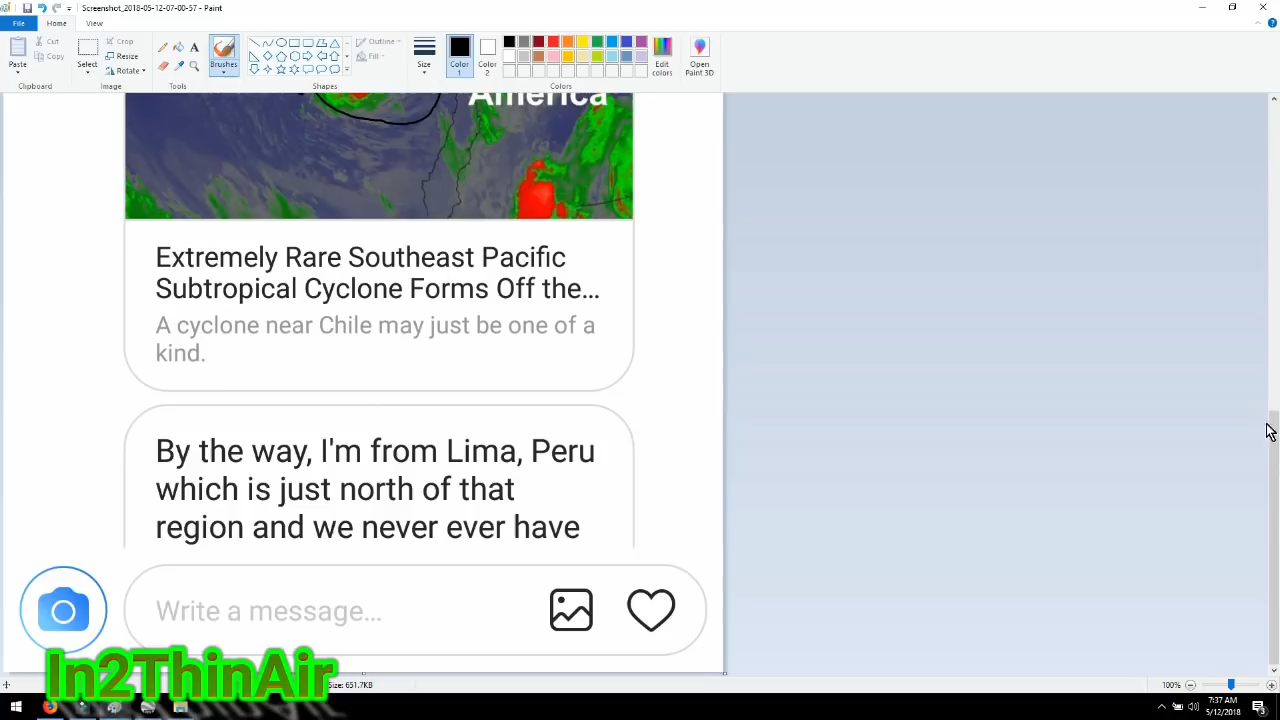 Screenshot_2018-05-12-07-00-57 - Paint
File Home View
Paste
Cut
Copy
Clipboard
Select
Crop
Resize
Rotate
Image
A
Tools
Brushes
Outline
Fill
Shapes
Size
Color 1
Color 2
Edit colors
Colors
Open Paint 3D
America
Extremely Rare Southeast Pacific
Subtropical Cyclone Forms Off the...
A cyclone near Chile may just be one of a
kind.
By the way, I'm from Lima, Peru
which is just north of that
region and we never ever have
Write a message...
In2ThinAir
Size: 651.7KB
100%
7:37 AM
5/12/2018